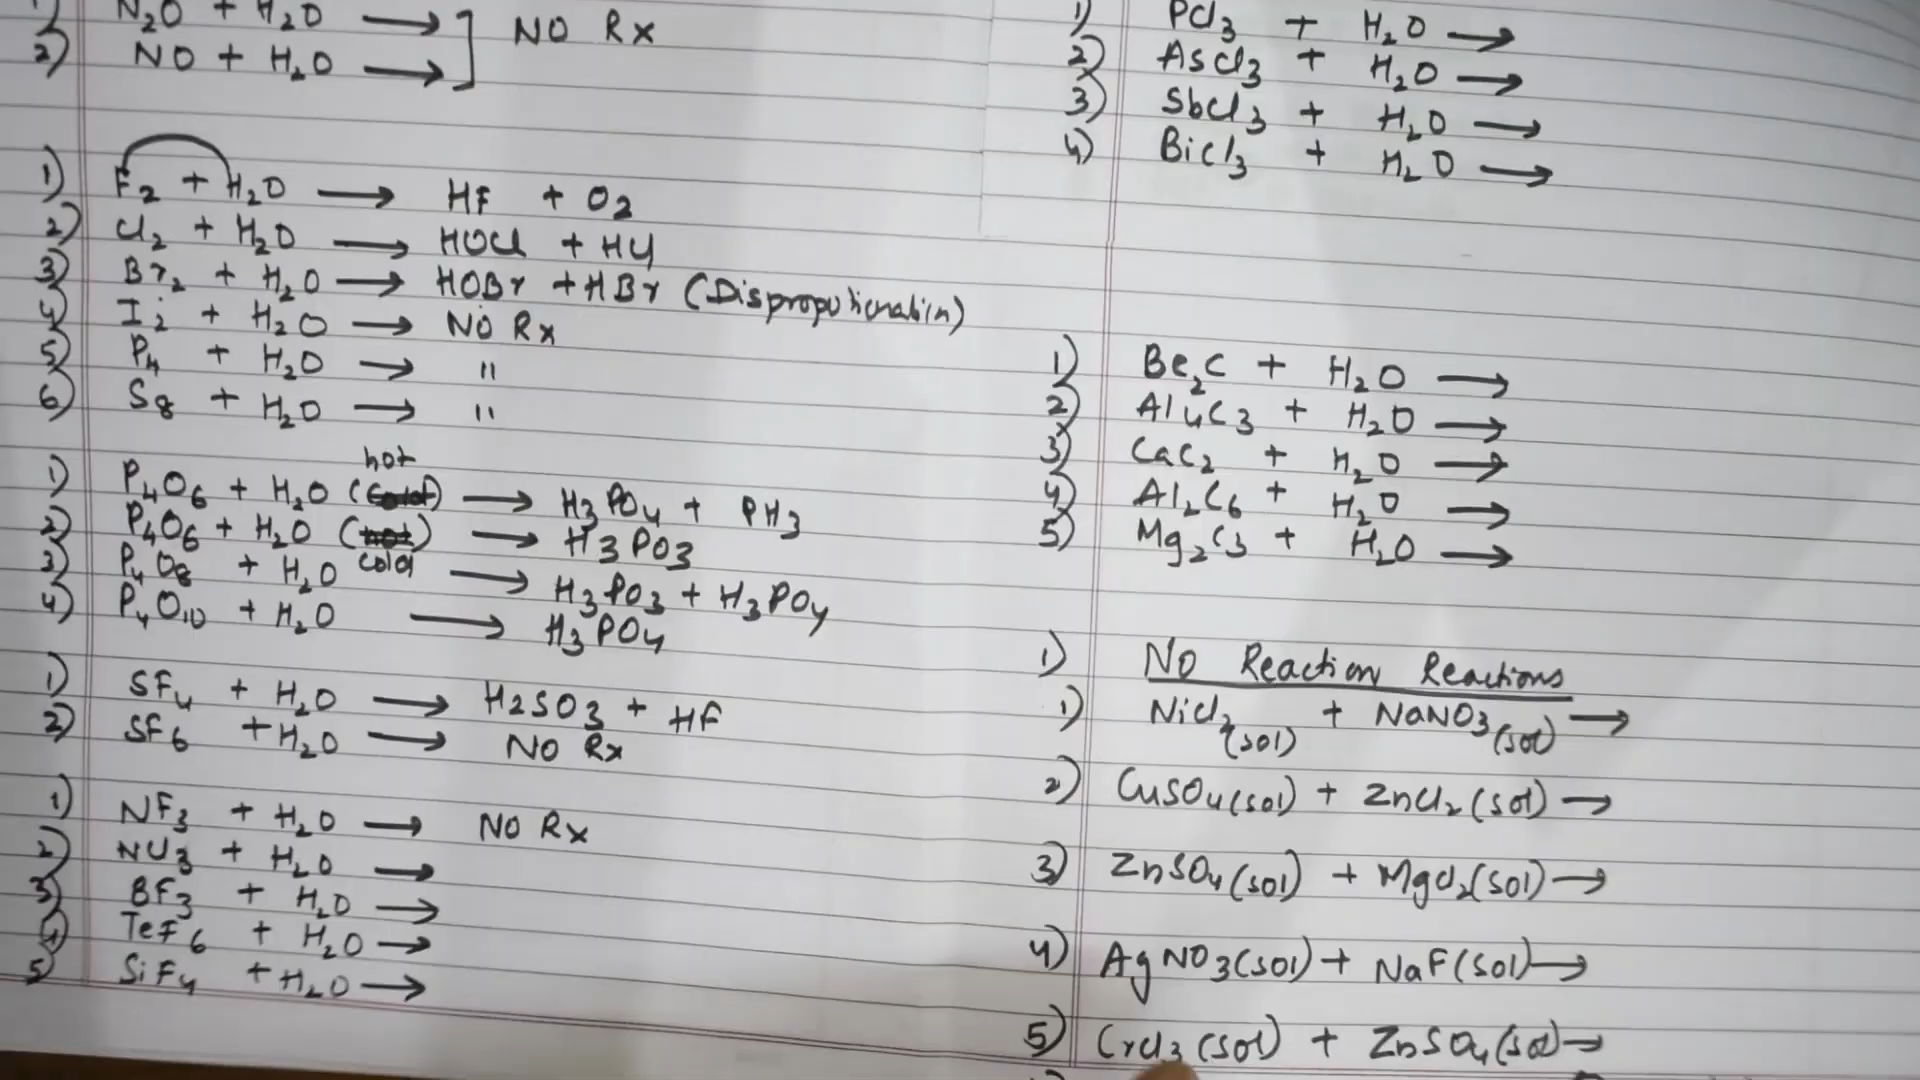 1) N₂O + H₂O ⟶
2) NO + H₂O ⟶ ] NO Rx
1) F₂ + H₂O ⟶ HF + O₂
2) Cl₂ + H₂O ⟶ HOCl + HCl
3) Br₂ + H₂O ⟶ HOBr + HBr (Disproportionation)
4) I₂ + H₂O ⟶ NO Rx
5) P₄ + H₂O ⟶ "
6) S₈ + H₂O ⟶ "
hot
1) P₄O₆ + H₂O (cold) ⟶ H₃PO₄ + PH₃
2) P₄O₆ + H₂O (hot) ⟶ H₃PO₃
cold
3) P₄O₈ + H₂O ⟶ H₃PO₃ + H₃PO₄
4) P₄O₁₀ + H₂O ⟶ H₃PO₄
1) SF₄ + H₂O ⟶ H₂SO₃ + HF
2) SF₆ + H₂O ⟶ NO Rx
1) NF₃ + H₂O ⟶ NO Rx
2) NCl₃ + H₂O ⟶
3) BF₃ + H₂O ⟶
4) TeF₆ + H₂O ⟶
5) SiF₄ + H₂O ⟶
1) PCl₃ + H₂O ⟶
2) AsCl₃ + H₂O ⟶
3) SbCl₃ + H₂O ⟶
4) BiCl₃ + H₂O ⟶
1) Be₂C + H₂O ⟶
2) Al₄C₃ + H₂O ⟶
3) CaC₂ + H₂O ⟶
4) Al₂C₆ + H₂O ⟶
5) Mg₂C₃ + H₂O ⟶
1) No Reaction Reactions
1) NiCl₂(sol) + NaNO₃(sol) ⟶
2) CuSO₄(sol) + ZnCl₂(sol) ⟶
3) ZnSO₄(sol) + MgCl₂(sol) ⟶
4) AgNO₃(sol) + NaF(sol) ⟶
5) CrCl₃(sol) + ZnSO₄(sol) ⟶